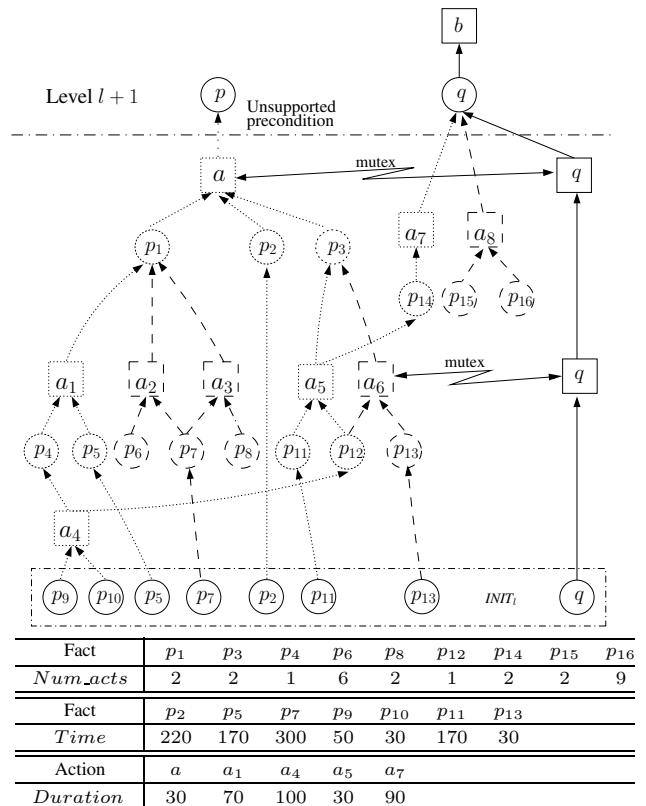 b
Level l + 1
p
Unsupported
precondition
q
mutex
a
q
p1
p2
p3
a7
a8
p14
p15
p16
mutex
a1
a2
a3
a5
a6
q
p4
p5
p6
p7
p8
p11
p12
p13
a4
p9
p10
p5
p7
p2
p11
p13
INITl
q
Fact p1 p3 p4 p6 p8 p12 p14 p15 p16
Num_acts 2 2 1 6 2 1 2 2 9
Fact p2 p5 p7 p9 p10 p11 p13
Time 220 170 300 50 30 170 30
Action a a1 a4 a5 a7
Duration 30 70 100 30 90